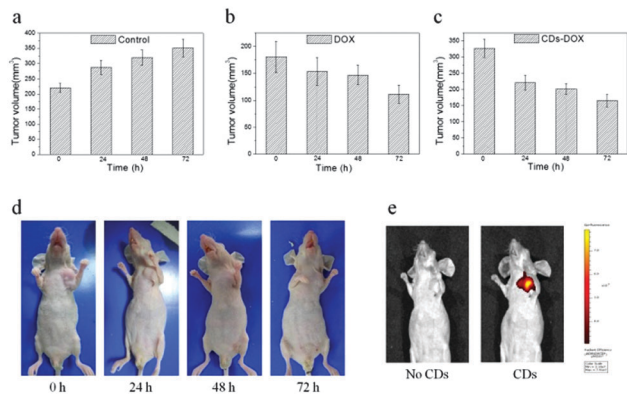 a
Control
Tumor volume(mm³)
400
350
300
250
200
150
100
50
0
0 24 48 72
Time (h)
b
DOX
Tumor volume(mm³)
200
150
100
50
0
0 24 48 72
Time (h)
c
CDs-DOX
Tumor volume(mm³)
350
300
250
200
150
100
50
0
0 24 48 72
Time (h)
d
0 h 24 h 48 h 72 h
e
No CDs CDs